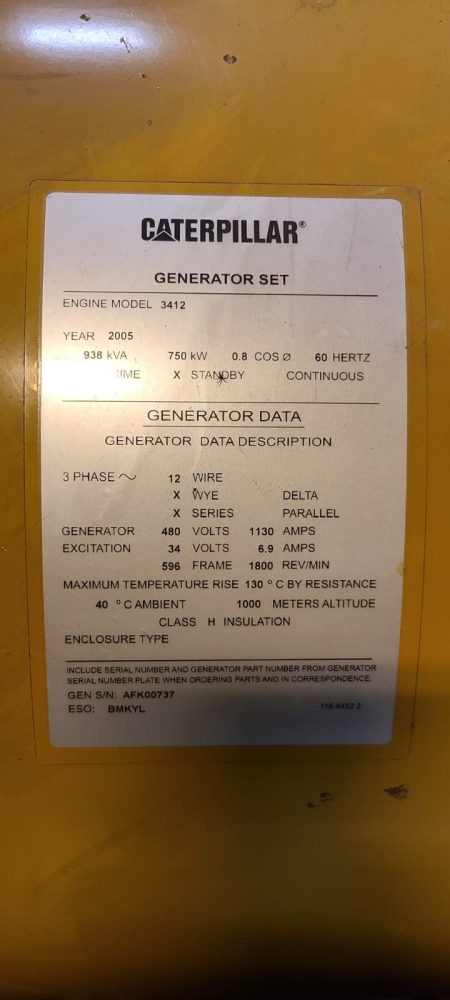 CATERPILLAR®
GENERATOR SET
ENGINE MODEL 3412
YEAR 2005
938 kVA 750 kW 0.8 COS Ø 60 HERTZ
X STANDBY CONTINUOUS
GENERATOR DATA
GENERATOR DATA DESCRIPTION
3 PHASE ~ 12 WIRE
X WYE DELTA
X SERIES PARALLEL
GENERATOR 480 VOLTS 1130 AMPS
EXCITATION 34 VOLTS 6.9 AMPS
596 FRAME 1800 REV/MIN
MAXIMUM TEMPERATURE RISE 130 ° C BY RESISTANCE
40 ° C AMBIENT 1000 METERS ALTITUDE
CLASS H INSULATION
ENCLOSURE TYPE
INCLUDE SERIAL NUMBER AND GENERATOR PART NUMBER FROM GENERATOR
SERIAL NUMBER PLATE WHEN ORDERING PARTS AND IN CORRESPONDENCE.
GEN S/N: AFK00737
ESO: BMKYL 118-8452 2